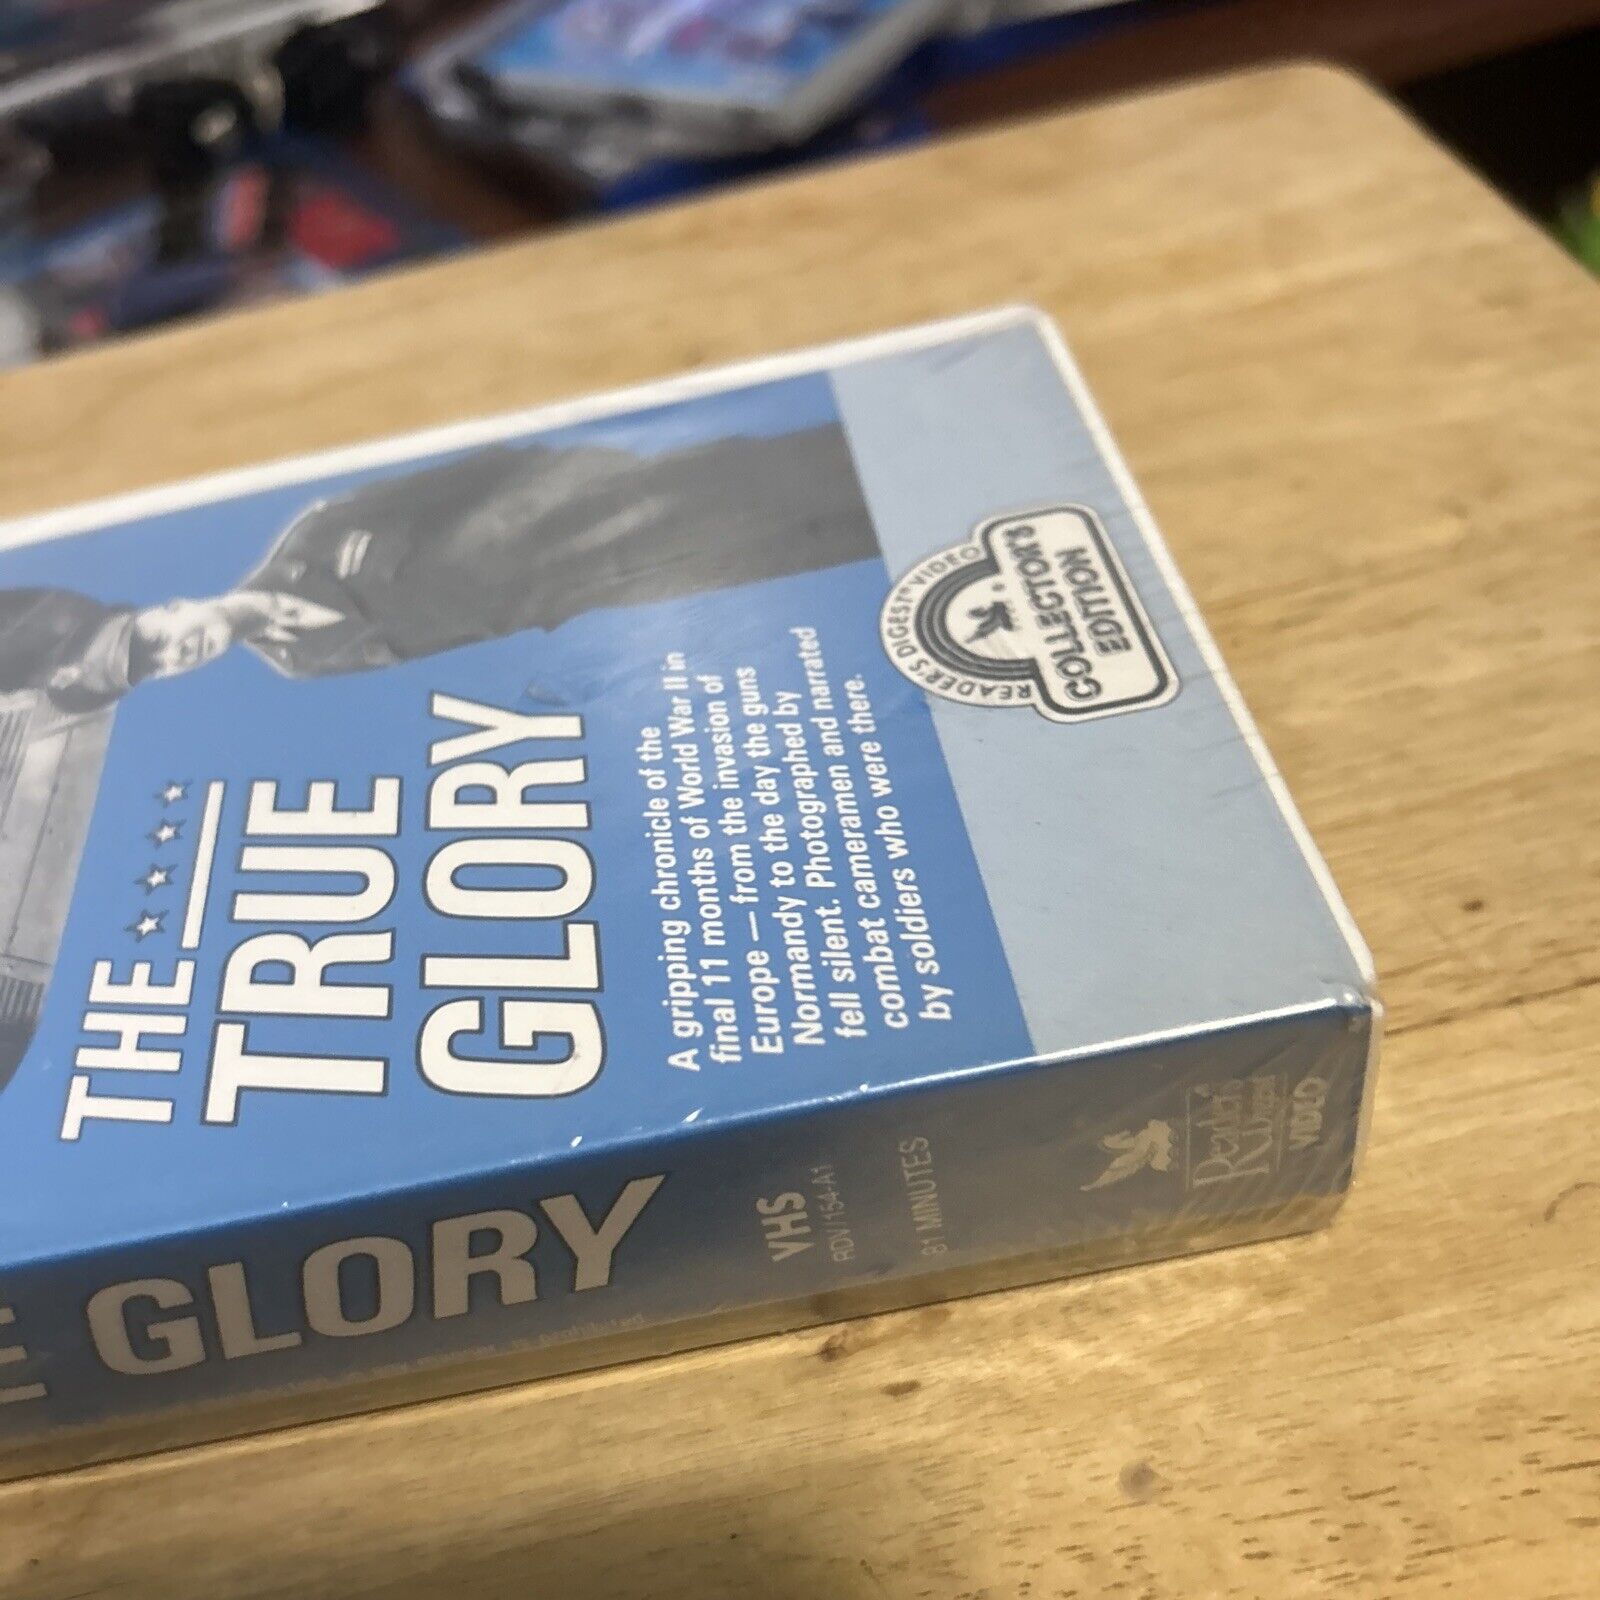 THE
TRUE
GLORY
A gripping chronicle of the
final 11 months of World War II in
Europe — from the invasion of
Normandy to the day the guns
fell silent. Photographed by
combat cameramen and narrated
by soldiers who were there.
READER'S DIGEST® VIDEO
COLLECTOR'S
EDITION
GLORY
VHS
RDV/154-A1
81 MINUTES
Reader's
Digest
VIDEO
prohibited